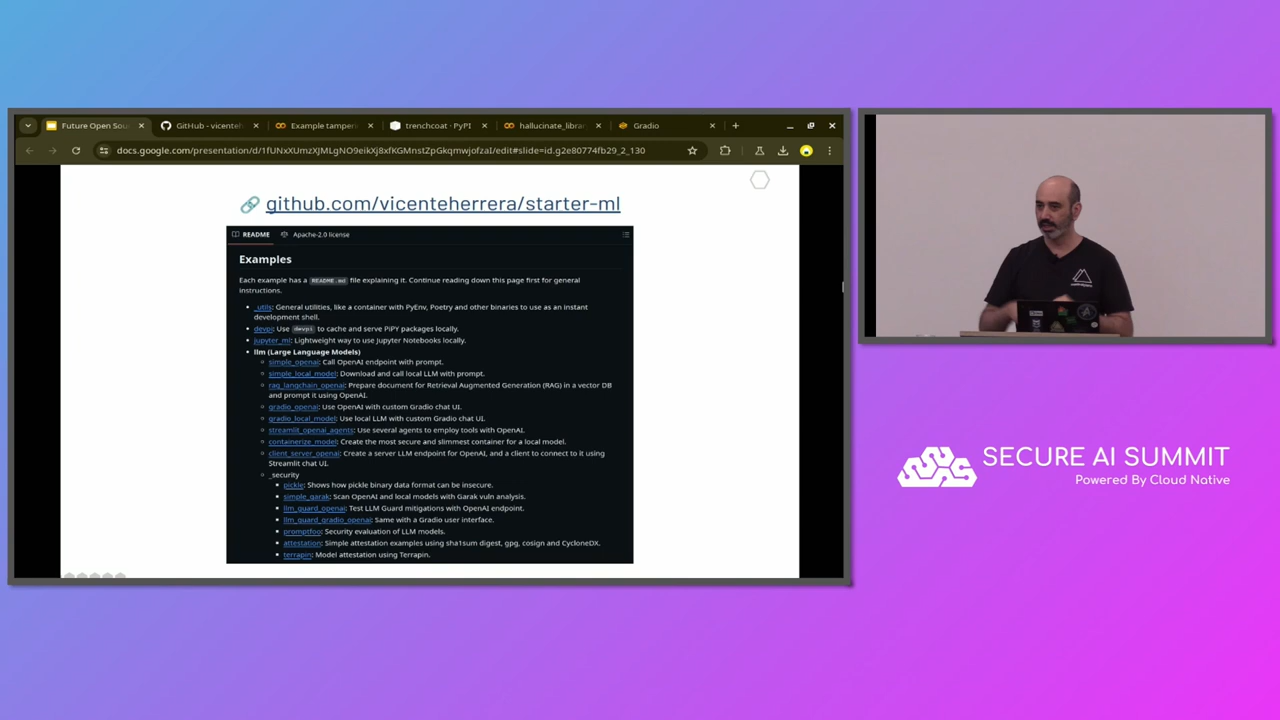 Future Open Sou
GitHub - vicenteh
Example tamper
trenchcoat · PyPI
hallucinate_libra
Gradio
docs.google.com/presentation/d/1fUNxXUmzXJMLgNO9eikXj8xfKGMnstZpGkqmwjofzaI/edit#slide=id.g2e80774fb29_2_130
github.com/vicenteherrera/starter-ml
README
Apache-2.0 license
Examples
Each example has a README.md file explaining it. Continue reading down this page first for general
instructions.
_utils: General utilities, like a container with PyEnv, Poetry and other binaries to use as an instant
development shell.
devpi: Use devpi to cache and serve PiPY packages locally.
jupyter_ml: Lightweight way to use Jupyter Notebooks locally.
llm (Large Language Models)
simple_openai: Call OpenAI endpoint with prompt.
simple_local_model: Download and call local LLM with prompt.
rag_langchain_openai: Prepare document for Retrieval Augmented Generation (RAG) in a vector DB
and prompt it using OpenAI.
gradio_openai: Use OpenAI with custom Gradio chat UI.
gradio_local_model: Use local LLM with custom Gradio chat UI.
streamlit_openai_agents: Use several agents to employ tools with OpenAI.
containerize_model: Create the most secure and slimmest container for a local model.
client_server_openai: Create a server LLM endpoint for OpenAI, and a client to connect to it using
Streamlit chat UI.
_security
pickle: Shows how pickle binary data format can be insecure.
simple_garak: Scan OpenAI and local models with Garak vuln analysis.
llm_guard_openai: Test LLM Guard mitigations with OpenAI endpoint.
llm_guard_gradio_openai: Same with a Gradio user interface.
promptfoo: Security evaluation of LLM models.
attestation: Simple attestation examples using sha1sum digest, gpg, cosign and CycloneDX.
terrapin: Model attestation using Terrapin.
SECURE AI SUMMIT
Powered By Cloud Native